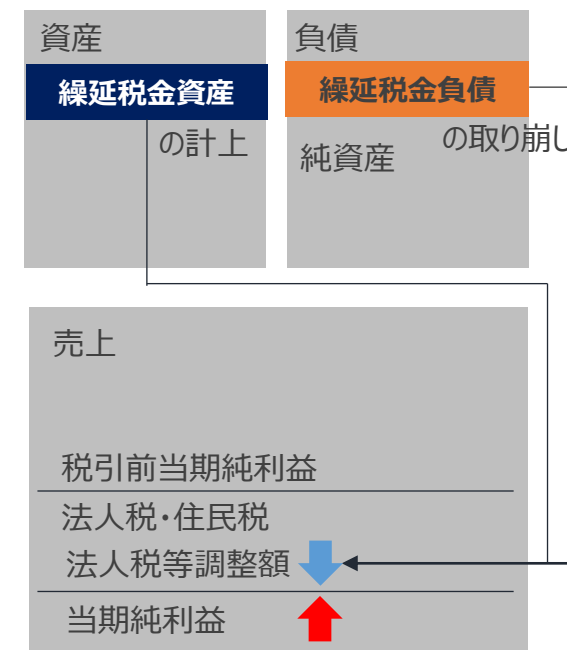 資産
繰延税金資産
の計上
負債
繰延税金負債
の取り崩し
純資産
売上
税引前当期純利益
法人税・住民税
法人税等調整額
当期純利益